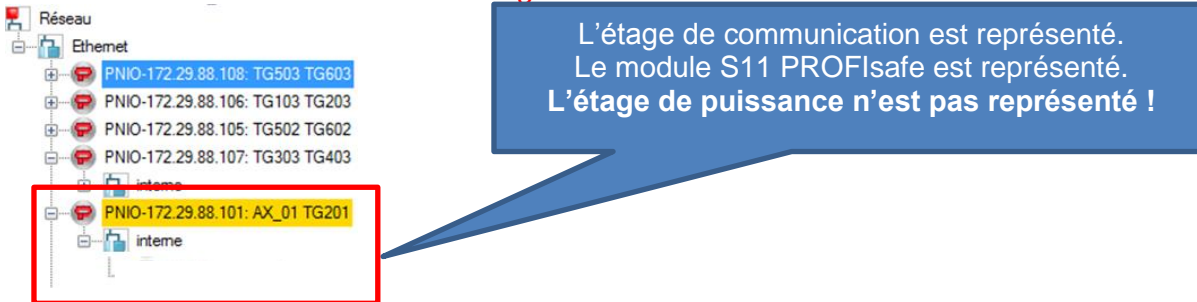 Réseau
Ethernet
PNIO-172.29.88.108: TG503 TG603
PNIO-172.29.88.106: TG103 TG203
PNIO-172.29.88.105: TG502 TG602
PNIO-172.29.88.107: TG303 TG403
interne
PNIO-172.29.88.101: AX_01 TG201
interne
L'étage de communication est représenté.
Le module S11 PROFIsafe est représenté.
L'étage de puissance n'est pas représenté !